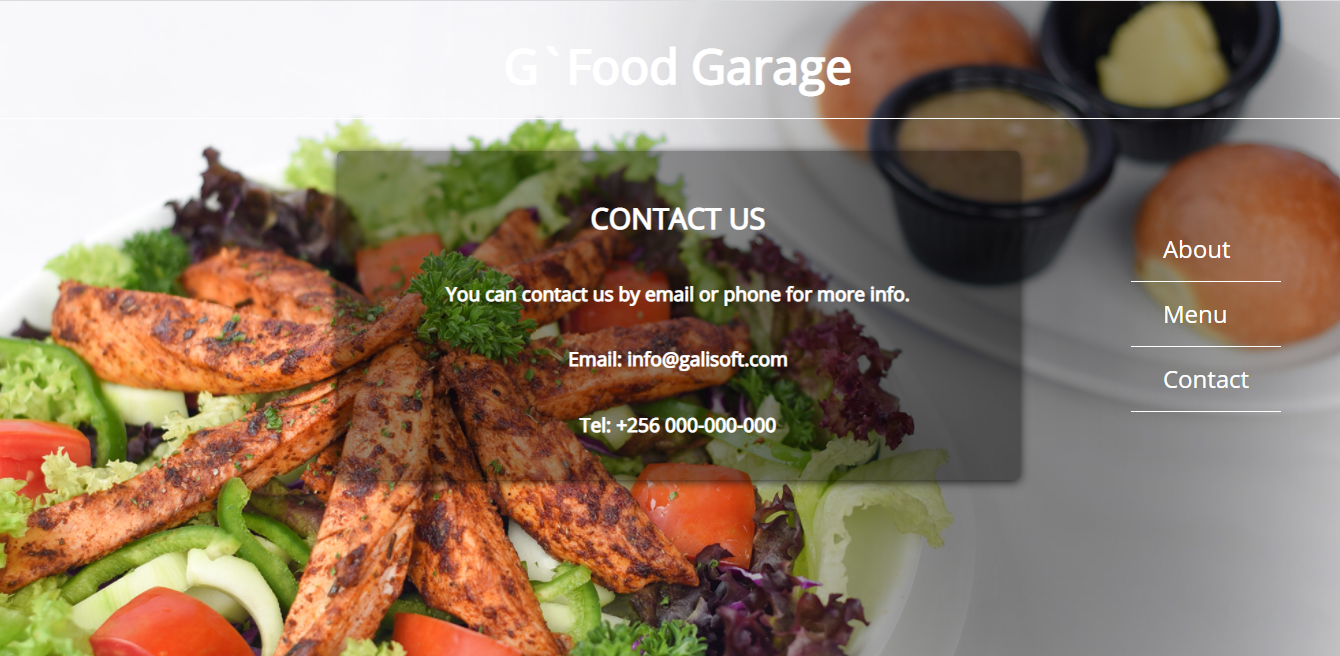 G`Food Garage
CONTACT US
You can contact us by email or phone for more info.
Email: info@galisoft.com
Tel: +256 000-000-000
About
Menu
Contact